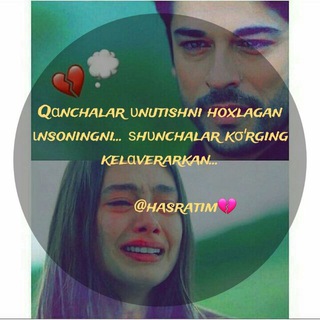 Qanchalar unutishni hoxlagan
insoningni... shunchalar ko'rging
kelaverarkan...
@hasratim